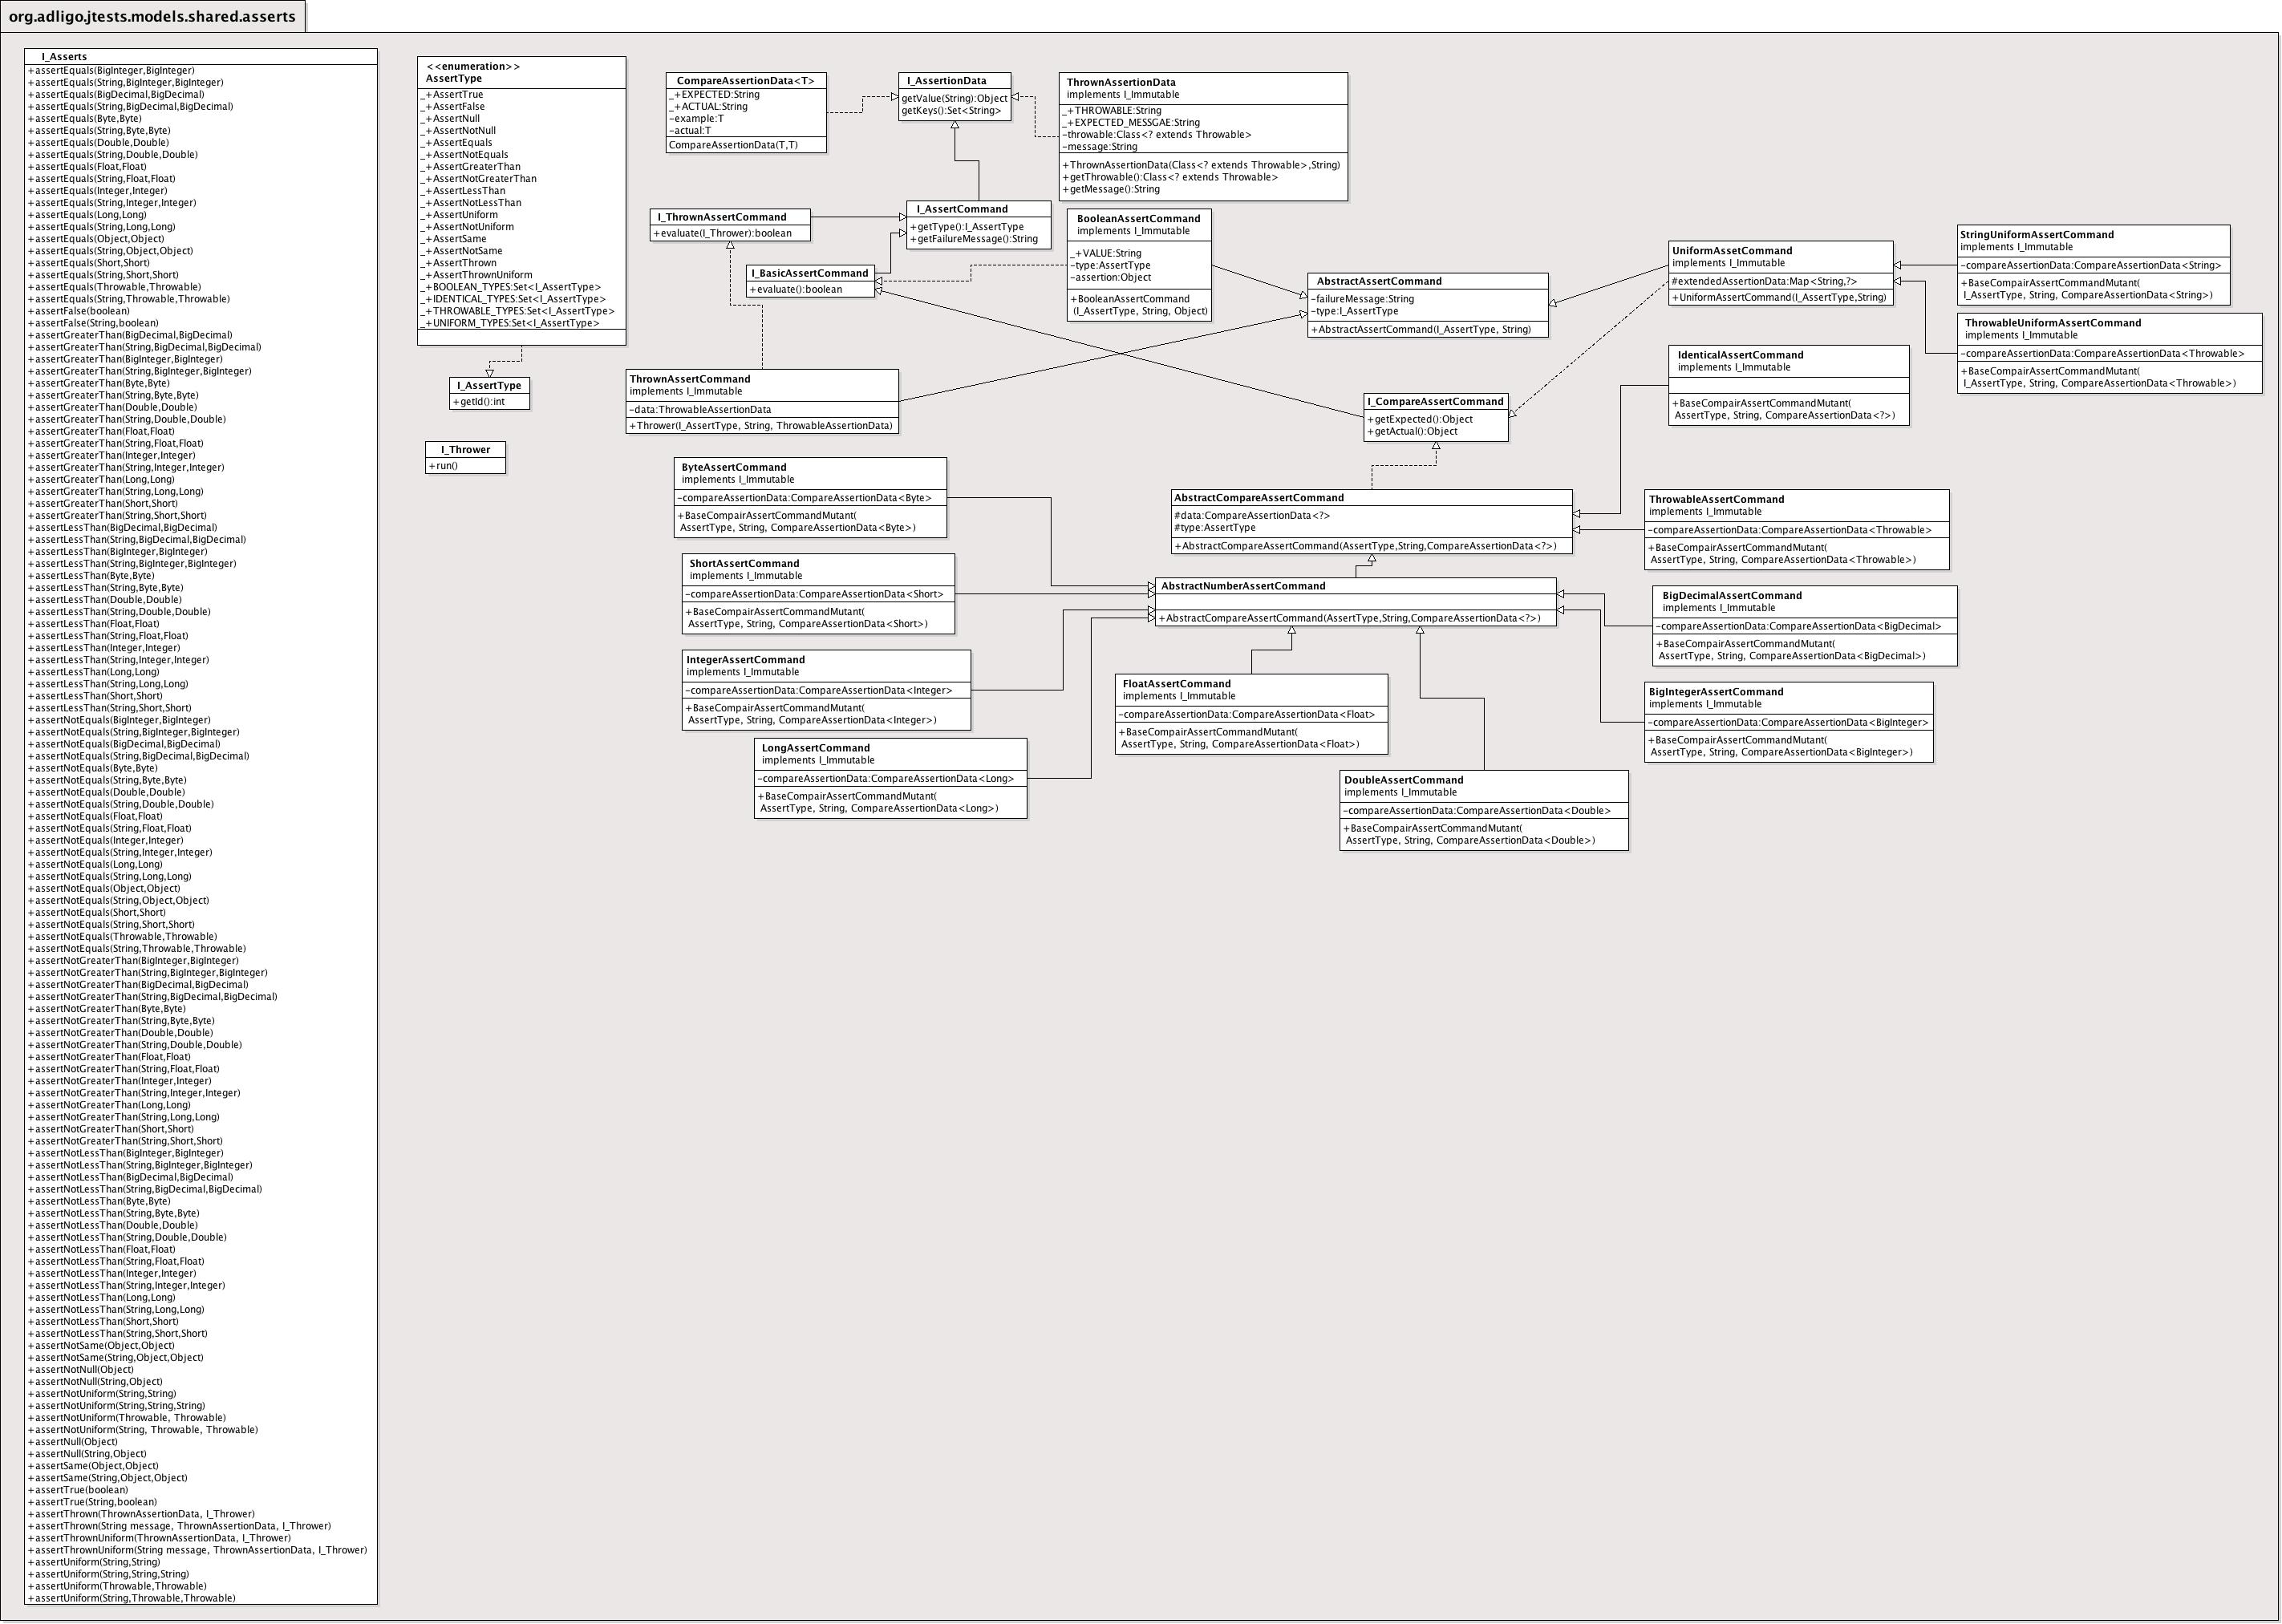 org.adligo.jtests.models.shared.asserts
I_Asserts
+assertEquals(BigInteger,BigInteger)
+assertEquals(String,BigInteger,BigInteger)
+assertEquals(BigDecimal,BigDecimal)
+assertEquals(String,BigDecimal,BigDecimal)
+assertEquals(Byte,Byte)
+assertEquals(String,Byte,Byte)
+assertEquals(Double,Double)
+assertEquals(String,Double,Double)
+assertEquals(Float,Float)
+assertEquals(String,Float,Float)
+assertEquals(Integer,Integer)
+assertEquals(String,Integer,Integer)
+assertEquals(Long,Long)
+assertEquals(String,Long,Long)
+assertEquals(Object,Object)
+assertEquals(String,Object,Object)
+assertEquals(Short,Short)
+assertEquals(String,Short,Short)
+assertEquals(Throwable,Throwable)
+assertEquals(String,Throwable,Throwable)
+assertFalse(boolean)
+assertFalse(String,boolean)
+assertGreaterThan(BigDecimal,BigDecimal)
+assertGreaterThan(String,BigDecimal,BigDecimal)
+assertGreaterThan(BigInteger,BigInteger)
+assertGreaterThan(String,BigInteger,BigInteger)
+assertGreaterThan(Byte,Byte)
+assertGreaterThan(String,Byte,Byte)
+assertGreaterThan(Double,Double)
+assertGreaterThan(String,Double,Double)
+assertGreaterThan(Float,Float)
+assertGreaterThan(String,Float,Float)
+assertGreaterThan(Integer,Integer)
+assertGreaterThan(String,Integer,Integer)
+assertGreaterThan(Long,Long)
+assertGreaterThan(String,Long,Long)
+assertGreaterThan(Short,Short)
+assertGreaterThan(String,Short,Short)
+assertLessThan(BigDecimal,BigDecimal)
+assertLessThan(String,BigDecimal,BigDecimal)
+assertLessThan(BigInteger,BigInteger)
+assertLessThan(String,BigInteger,BigInteger)
+assertLessThan(Byte,Byte)
+assertLessThan(String,Byte,Byte)
+assertLessThan(Double,Double)
+assertLessThan(String,Double,Double)
+assertLessThan(Float,Float)
+assertLessThan(String,Float,Float)
+assertLessThan(Integer,Integer)
+assertLessThan(String,Integer,Integer)
+assertLessThan(Long,Long)
+assertLessThan(String,Long,Long)
+assertLessThan(Short,Short)
+assertLessThan(String,Short,Short)
+assertNotEquals(BigInteger,BigInteger)
+assertNotEquals(String,BigInteger,BigInteger)
+assertNotEquals(BigDecimal,BigDecimal)
+assertNotEquals(String,BigDecimal,BigDecimal)
+assertNotEquals(Byte,Byte)
+assertNotEquals(String,Byte,Byte)
+assertNotEquals(Double,Double)
+assertNotEquals(String,Double,Double)
+assertNotEquals(Float,Float)
+assertNotEquals(String,Float,Float)
+assertNotEquals(Integer,Integer)
+assertNotEquals(String,Integer,Integer)
+assertNotEquals(Long,Long)
+assertNotEquals(String,Long,Long)
+assertNotEquals(Object,Object)
+assertNotEquals(String,Object,Object)
+assertNotEquals(Short,Short)
+assertNotEquals(String,Short,Short)
+assertNotEquals(Throwable,Throwable)
+assertNotEquals(String,Throwable,Throwable)
+assertNotGreaterThan(BigInteger,BigInteger)
+assertNotGreaterThan(String,BigInteger,BigInteger)
+assertNotGreaterThan(BigDecimal,BigDecimal)
+assertNotGreaterThan(String,BigDecimal,BigDecimal)
+assertNotGreaterThan(Byte,Byte)
+assertNotGreaterThan(String,Byte,Byte)
+assertNotGreaterThan(Double,Double)
+assertNotGreaterThan(String,Double,Double)
+assertNotGreaterThan(Float,Float)
+assertNotGreaterThan(String,Float,Float)
+assertNotGreaterThan(Integer,Integer)
+assertNotGreaterThan(String,Integer,Integer)
+assertNotGreaterThan(Long,Long)
+assertNotGreaterThan(String,Long,Long)
+assertNotGreaterThan(Short,Short)
+assertNotGreaterThan(String,Short,Short)
+assertNotLessThan(BigInteger,BigInteger)
+assertNotLessThan(String,BigInteger,BigInteger)
+assertNotLessThan(BigDecimal,BigDecimal)
+assertNotLessThan(String,BigDecimal,BigDecimal)
+assertNotLessThan(Byte,Byte)
+assertNotLessThan(String,Byte,Byte)
+assertNotLessThan(Double,Double)
+assertNotLessThan(String,Double,Double)
+assertNotLessThan(Float,Float)
+assertNotLessThan(String,Float,Float)
+assertNotLessThan(Integer,Integer)
+assertNotLessThan(String,Integer,Integer)
+assertNotLessThan(Long,Long)
+assertNotLessThan(String,Long,Long)
+assertNotLessThan(Short,Short)
+assertNotLessThan(String,Short,Short)
+assertNotSame(Object,Object)
+assertNotSame(String,Object,Object)
+assertNotNull(Object)
+assertNotNull(String,Object)
+assertNotUniform(String,String)
+assertNotUniform(String,String,String)
+assertNotUniform(Throwable, Throwable)
+assertNotUniform(String, Throwable, Throwable)
+assertNull(Object)
+assertNull(String,Object)
+assertSame(Object,Object)
+assertSame(String,Object,Object)
+assertTrue(boolean)
+assertTrue(String,boolean)
+assertThrown(ThrownAssertionData, I_Thrower)
+assertThrown(String message, ThrownAssertionData, I_Thrower)
+assertThrownUniform(ThrownAssertionData, I_Thrower)
+assertThrownUniform(String message, ThrownAssertionData, I_Thrower)
+assertUniform(String,String)
+assertUniform(String,String,String)
+assertUniform(Throwable,Throwable)
+assertUniform(String,Throwable,Throwable)
<<enumeration>>
AssertType
_+AssertTrue
_+AssertFalse
_+AssertNull
_+AssertNotNull
_+AssertEquals
_+AssertNotEquals
_+AssertGreaterThan
_+AssertNotGreaterThan
_+AssertLessThan
_+AssertNotLessThan
_+AssertUniform
_+AssertNotUniform
_+AssertSame
_+AssertNotSame
_+AssertThrown
_+AssertThrownUniform
_+BOOLEAN_TYPES:Set<I_AssertType>
_+IDENTICAL_TYPES:Set<I_AssertType>
_+THROWABLE_TYPES:Set<I_AssertType>
_+UNIFORM_TYPES:Set<I_AssertType>
I_AssertType
+getId():int
I_Thrower
+run()
CompareAssertionData<T>
_+EXPECTED:String
_+ACTUAL:String
-example:T
-actual:T
CompareAssertionData(T,T)
I_AssertionData
getValue(String):Object
getKeys():Set<String>
ThrownAssertionData
implements I_Immutable
_+THROWABLE:String
_+EXPECTED_MESSGAE:String
-throwable:Class<? extends Throwable>
-message:String
+ThrownAssertionData(Class<? extends Throwable>,String)
+getThrowable():Class<? extends Throwable>
+getMessage():String
I_ThrownAssertCommand
+evaluate(I_Thrower):boolean
I_AssertCommand
+getType():I_AssertType
+getFailureMessage():String
I_BasicAssertCommand
+evaluate():boolean
BooleanAssertCommand
implements I_Immutable
_+VALUE:String
-type:AssertType
-assertion:Object
+BooleanAssertCommand
(I_AssertType, String, Object)
AbstractAssertCommand
-failureMessage:String
-type:I_AssertType
+AbstractAssertCommand(I_AssertType, String)
UniformAssetCommand
implements I_Immutable
#extendedAssertionData:Map<String,?>
+UniformAssertCommand(I_AssertType,String)
StringUniformAssertCommand
implements I_Immutable
-compareAssertionData:CompareAssertionData<String>
+BaseCompairAssertCommandMutant(
I_AssertType, String, CompareAssertionData<String>)
ThrowableUniformAssertCommand
implements I_Immutable
-compareAssertionData:CompareAssertionData<Throwable>
+BaseCompairAssertCommandMutant(
I_AssertType, String, CompareAssertionData<Throwable>)
IdenticalAssertCommand
implements I_Immutable
+BaseCompairAssertCommandMutant(
AssertType, String, CompareAssertionData<?>)
ThrownAssertCommand
implements I_Immutable
-data:ThrowableAssertionData
+Thrower(I_AssertType, String, ThrowableAssertionData)
I_CompareAssertCommand
+getExpected():Object
+getActual():Object
ByteAssertCommand
implements I_Immutable
-compareAssertionData:CompareAssertionData<Byte>
+BaseCompairAssertCommandMutant(
AssertType, String, CompareAssertionData<Byte>)
AbstractCompareAssertCommand
#data:CompareAssertionData<?>
#type:AssertType
+AbstractCompareAssertCommand(AssertType,String,CompareAssertionData<?>)
ThrowableAssertCommand
implements I_Immutable
-compareAssertionData:CompareAssertionData<Throwable>
+BaseCompairAssertCommandMutant(
AssertType, String, CompareAssertionData<Throwable>)
ShortAssertCommand
implements I_Immutable
-compareAssertionData:CompareAssertionData<Short>
+BaseCompairAssertCommandMutant(
AssertType, String, CompareAssertionData<Short>)
AbstractNumberAssertCommand
+AbstractCompareAssertCommand(AssertType,String,CompareAssertionData<?>)
BigDecimalAssertCommand
implements I_Immutable
-compareAssertionData:CompareAssertionData<BigDecimal>
+BaseCompairAssertCommandMutant(
AssertType, String, CompareAssertionData<BigDecimal>)
IntegerAssertCommand
implements I_Immutable
-compareAssertionData:CompareAssertionData<Integer>
+BaseCompairAssertCommandMutant(
AssertType, String, CompareAssertionData<Integer>)
FloatAssertCommand
implements I_Immutable
-compareAssertionData:CompareAssertionData<Float>
+BaseCompairAssertCommandMutant(
AssertType, String, CompareAssertionData<Float>)
BigIntegerAssertCommand
implements I_Immutable
-compareAssertionData:CompareAssertionData<BigInteger>
+BaseCompairAssertCommandMutant(
AssertType, String, CompareAssertionData<BigInteger>)
LongAssertCommand
implements I_Immutable
-compareAssertionData:CompareAssertionData<Long>
+BaseCompairAssertCommandMutant(
AssertType, String, CompareAssertionData<Long>)
DoubleAssertCommand
implements I_Immutable
-compareAssertionData:CompareAssertionData<Double>
+BaseCompairAssertCommandMutant(
AssertType, String, CompareAssertionData<Double>)